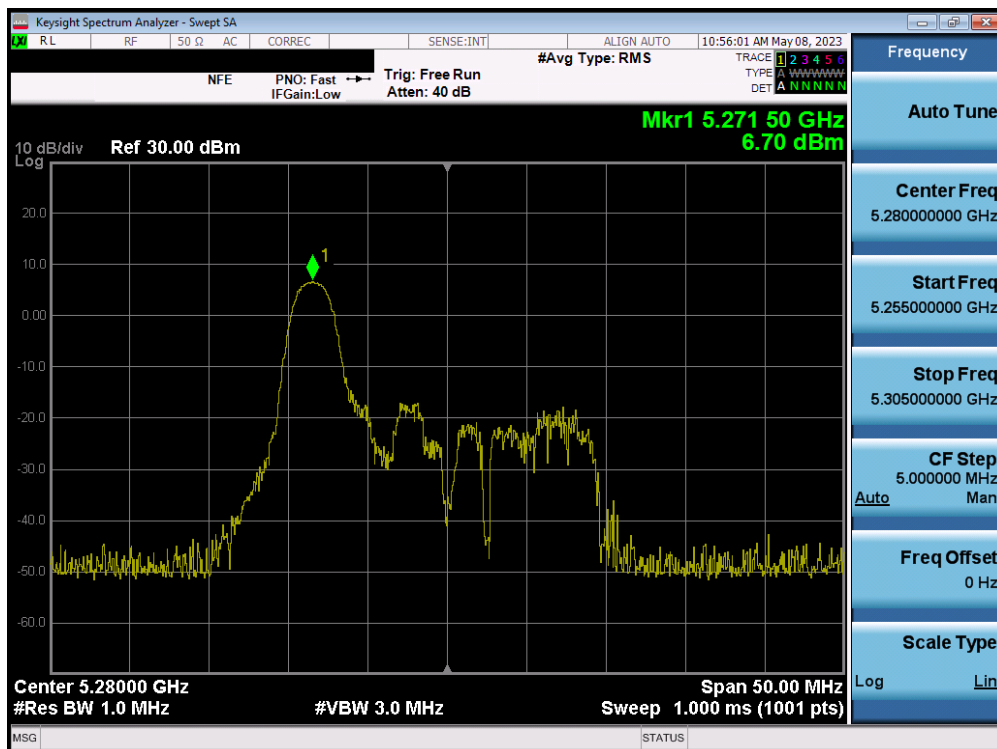 Keysight Spectrum Analyzer - Swept SA
LXI RL RF 50 Ω AC CORREC SENSE:INT ALIGN AUTO 10:56:01 AM May 08, 2023
NFE PNO: Fast Trig: Free Run #Avg Type: RMS TRACE 1 2 3 4 5 6
IFGain:Low Atten: 40 dB TYPE A WWWWW
DET A N N N N N
Mkr1 5.271 50 GHz
6.70 dBm
10 dB/div Ref 30.00 dBm
Log
20.0
10.0
1
0.00
-10.0
-20.0
-30.0
-40.0
-50.0
-60.0
Center 5.28000 GHz Span 50.00 MHz
#Res BW 1.0 MHz #VBW 3.0 MHz Sweep 1.000 ms (1001 pts)
MSG STATUS
Frequency
Auto Tune
Center Freq
5.280000000 GHz
Start Freq
5.255000000 GHz
Stop Freq
5.305000000 GHz
CF Step
5.000000 MHz
Auto Man
Freq Offset
0 Hz
Scale Type
Log Lin